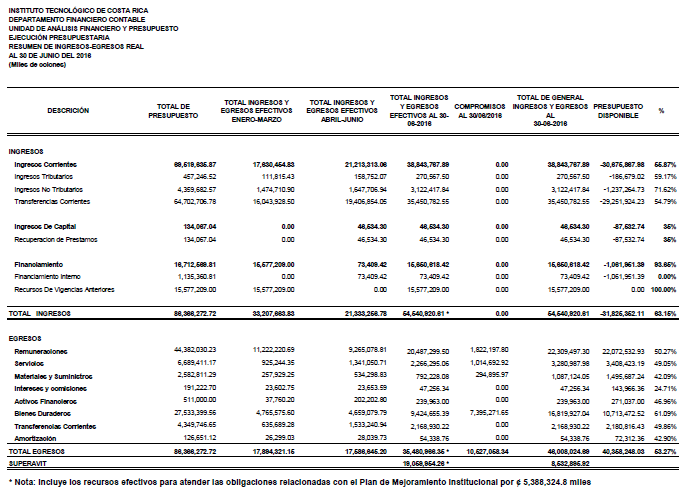 INSTITUTO TECNOLÓGICO DE COSTA RICA
DEPARTAMENTO FINANCIERO CONTABLE
UNIDAD DE ANÁLISIS FINANCIERO Y PRESUPUESTO
EJECUCIÓN PRESUPUESTARIA
RESUMEN DE INGRESOS-EGRESOS REAL
AL 30 DE JUNIO DEL 2016
(Miles de colones)
DESCRICIÓN TOTAL DE PRESUPUESTO TOTAL INGRESOS Y EGRESOS EFECTIVOS ENERO-MARZO TOTAL INGRESOS Y EGRESOS EFECTIVOS ABRIL-JUNIO TOTAL INGRESOS Y EGRESOS EFECTIVOS AL 30-06-2016 COMPROMISOS AL 30/06/2016 TOTAL DE GENERAL INGRESOS Y EGRESOS AL 30-06-2016 PRESUPUESTO DISPONIBLE %
INGRESOS
Ingresos Corrientes 69,519,635.87 17,630,454.83 21,213,313.06 38,843,767.89 0.00 38,843,767.89 -30,675,867.98 55.87%
Ingresos Tributarios 457,246.52 111,815.43 158,752.07 270,567.50 0.00 270,567.50 -186,679.02 59.17%
Ingresos No Tributarios 4,359,682.57 1,474,710.90 1,647,706.94 3,122,417.84 0.00 3,122,417.84 -1,237,264.73 71.62%
Transferencias Corrientes 64,702,706.78 16,043,928.50 19,406,854.05 35,450,782.55 0.00 35,450,782.55 -29,251,924.23 54.79%
Ingresos De Capital 134,067.04 0.00 46,534.30 46,534.30 0.00 46,534.30 -87,532.74 35%
Recuperacion de Prestamos 134,067.04 0.00 46,534.30 46,534.30 0.00 46,534.30 -87,532.74 35%
Financiamiento 16,712,569.81 15,577,209.00 73,409.42 15,650,618.42 0.00 15,650,618.42 -1,061,951.39 93.65%
Financiamiento Interno 1,135,360.81 0.00 73,409.42 73,409.42 0.00 73,409.42 -1,061,951.39 0.00%
Recursos De Vigencias Anteriores 15,577,209.00 15,577,209.00 0.00 15,577,209.00 0.00 15,577,209.00 0.00 100.00%
TOTAL INGRESOS 86,366,272.72 33,207,663.83 21,333,256.78 54,540,920.61 * 0.00 54,540,920.61 -31,825,352.11 63.15%
EGRESOS
Remuneraciones 44,382,030.23 11,222,220.69 9,265,078.81 20,487,299.50 1,822,197.80 22,309,497.30 22,072,532.93 50.27%
Servicios 6,689,411.17 925,244.35 1,341,050.71 2,266,295.06 1,014,692.92 3,280,987.98 3,408,423.19 49.05%
Materiales y Suministros 2,582,811.29 257,929.25 534,298.83 792,228.08 294,895.97 1,087,124.05 1,495,687.24 42.09%
Intereses y comisiones 191,222.70 23,602.75 23,653.59 47,256.34 0.00 47,256.34 143,966.36 24.71%
Activos Financieros 511,000.00 37,760.20 202,202.80 239,963.00 0.00 239,963.00 271,037.00 46.96%
Bienes Duraderos 27,533,399.56 4,765,575.60 4,659,079.79 9,424,655.39 7,395,271.65 16,819,927.04 10,713,472.52 61.09%
Transferencias Corrientes 4,349,746.65 635,689.28 1,533,240.94 2,168,930.22 0.00 2,168,930.22 2,180,816.43 49.86%
Amortización 126,651.12 26,299.03 28,039.73 54,338.76 0.00 54,338.76 72,312.36 42.90%
TOTAL EGRESOS 86,366,272.72 17,894,321.15 17,586,645.20 35,480,966.35 * 10,527,058.34 46,008,024.69 40,358,248.03 53.27%
SUPERAVIT 19,059,954.26 * 8,532,895.92
* Nota: Incluye los recursos efectivos para atender las obligaciones relacionadas con el Plan de Mejoramiento Institucional por ¢ 5,388,324.8 miles